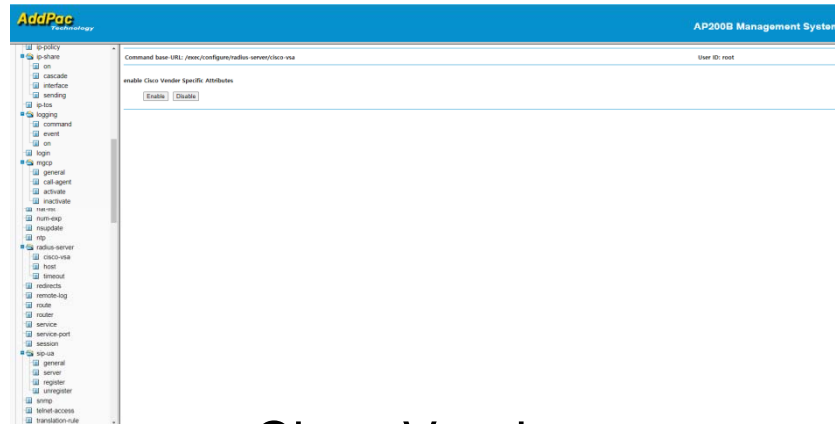 AddPac
Technology
AP200B Management System
ip-policy
ip-share
on
cascade
interface
sending
ip-tos
logging
command
event
on
login
mgcp
general
call-agent
activate
inactivate
num-exp
nsupdate
ntp
radius-server
cisco-vsa
host
timeout
redirects
remote-log
route
router
service
service-port
session
sip-ua
general
server
register
unregister
snmp
telnet-access
translation-rule
Command base-URL: /exec/configure/radius-server/cisco-vsa
User ID: root
enable Cisco Vender Specific Attributes
Enable Disable